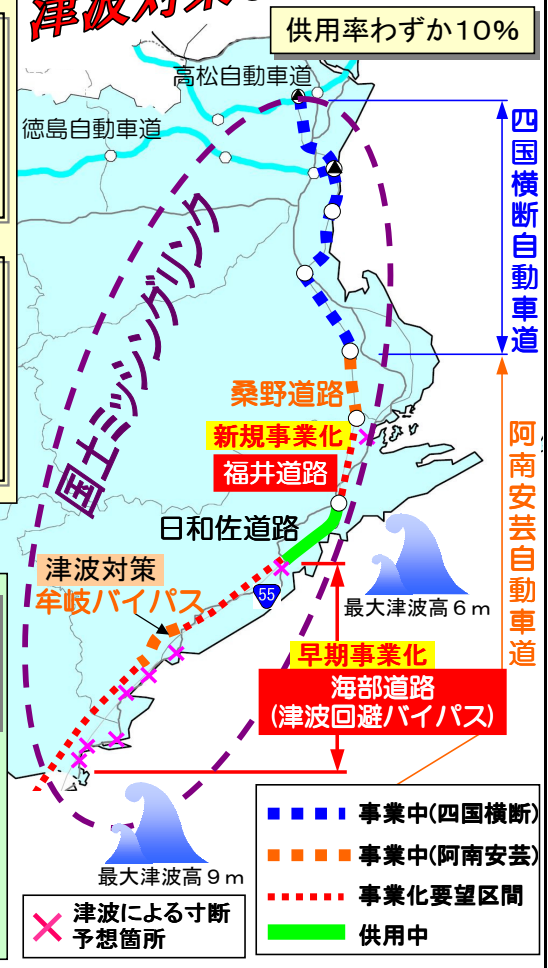 津波対策
供用率わずか10%
高松自動車道
徳島自動車道
四国横断自動車道
国土ミッシングリンク
桑野道路
新規事業化
福井道路
阿南安芸自動車道
日和佐道路
津波対策
牟岐バイパス
55
最大津波高6m
早期事業化
海部道路
(津波回避バイパス)
最大津波高9m
事業中(四国横断)
事業中(阿南安芸)
事業化要望区間
供用中
津波による寸断
予想箇所